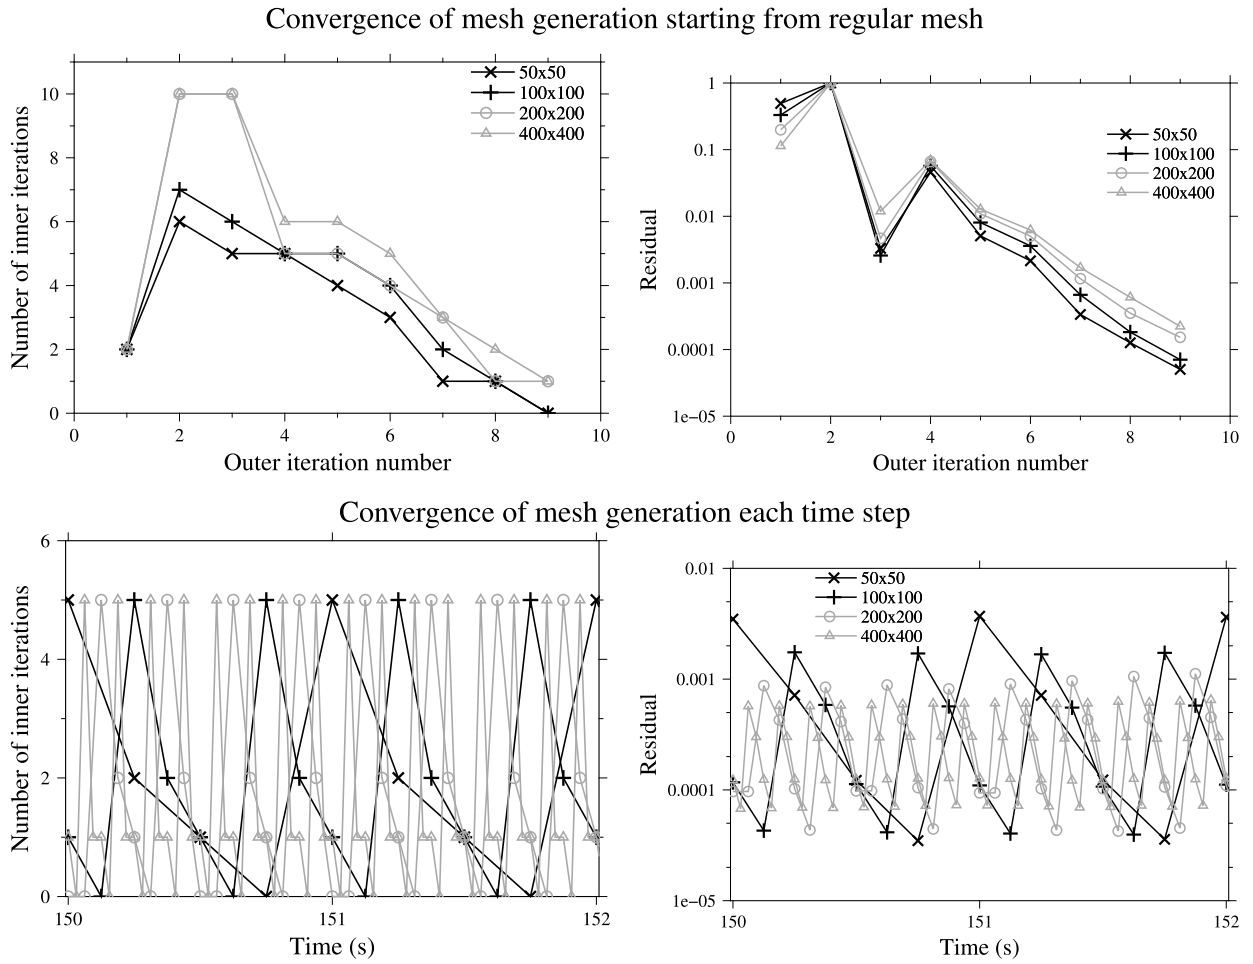 Convergence of mesh generation starting from regular mesh
Number of inner iterations
10
8
6
4
2
0
0 2 4 6 8 10
Outer iteration number
50x50
100x100
200x200
400x400
Residual
1
0.1
0.01
0.001
0.0001
1e−05
0 2 4 6 8 10
Outer iteration number
50x50
100x100
200x200
400x400
Convergence of mesh generation each time step
Number of inner iterations
6
4
2
0
150 151 152
Time (s)
Residual
0.01
0.001
0.0001
1e−05
150 151 152
Time (s)
50x50
100x100
200x200
400x400